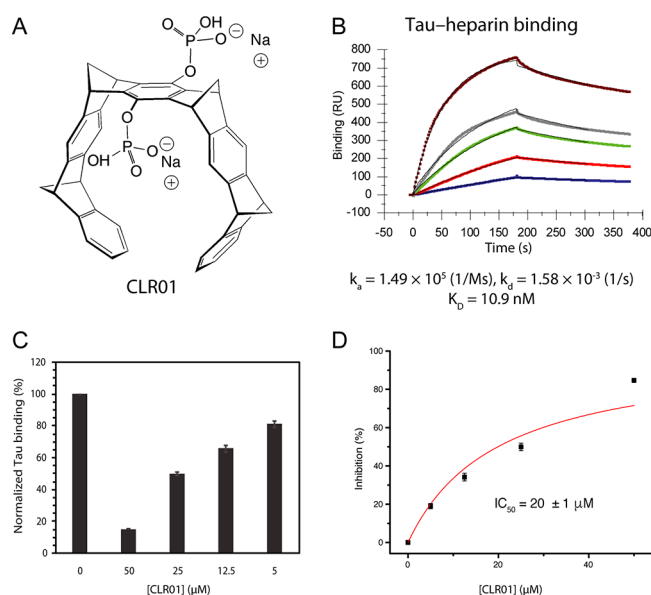 A
OH
P
O
O
⊖
Na
⊕
O
O
P
OH
O
O
⊖
Na
⊕
CLR01
B
Tau–heparin binding
Binding (RU)
800
700
600
500
400
300
200
100
0
-100
-50 0 50 100 150 200 250 300 350 400
Time (s)
kₐ = 1.49 × 10⁵ (1/Ms), k_d = 1.58 × 10⁻³ (1/s)
K_D = 10.9 nM
C
Normalized Tau binding (%)
120
100
80
60
40
20
0
0 50 25 12.5 5
[CLR01] (μM)
D
Inhibition (%)
100
80
60
40
20
0
IC₅₀ = 20 ± 1 μM
0 20 40
[CLR01] (μM)